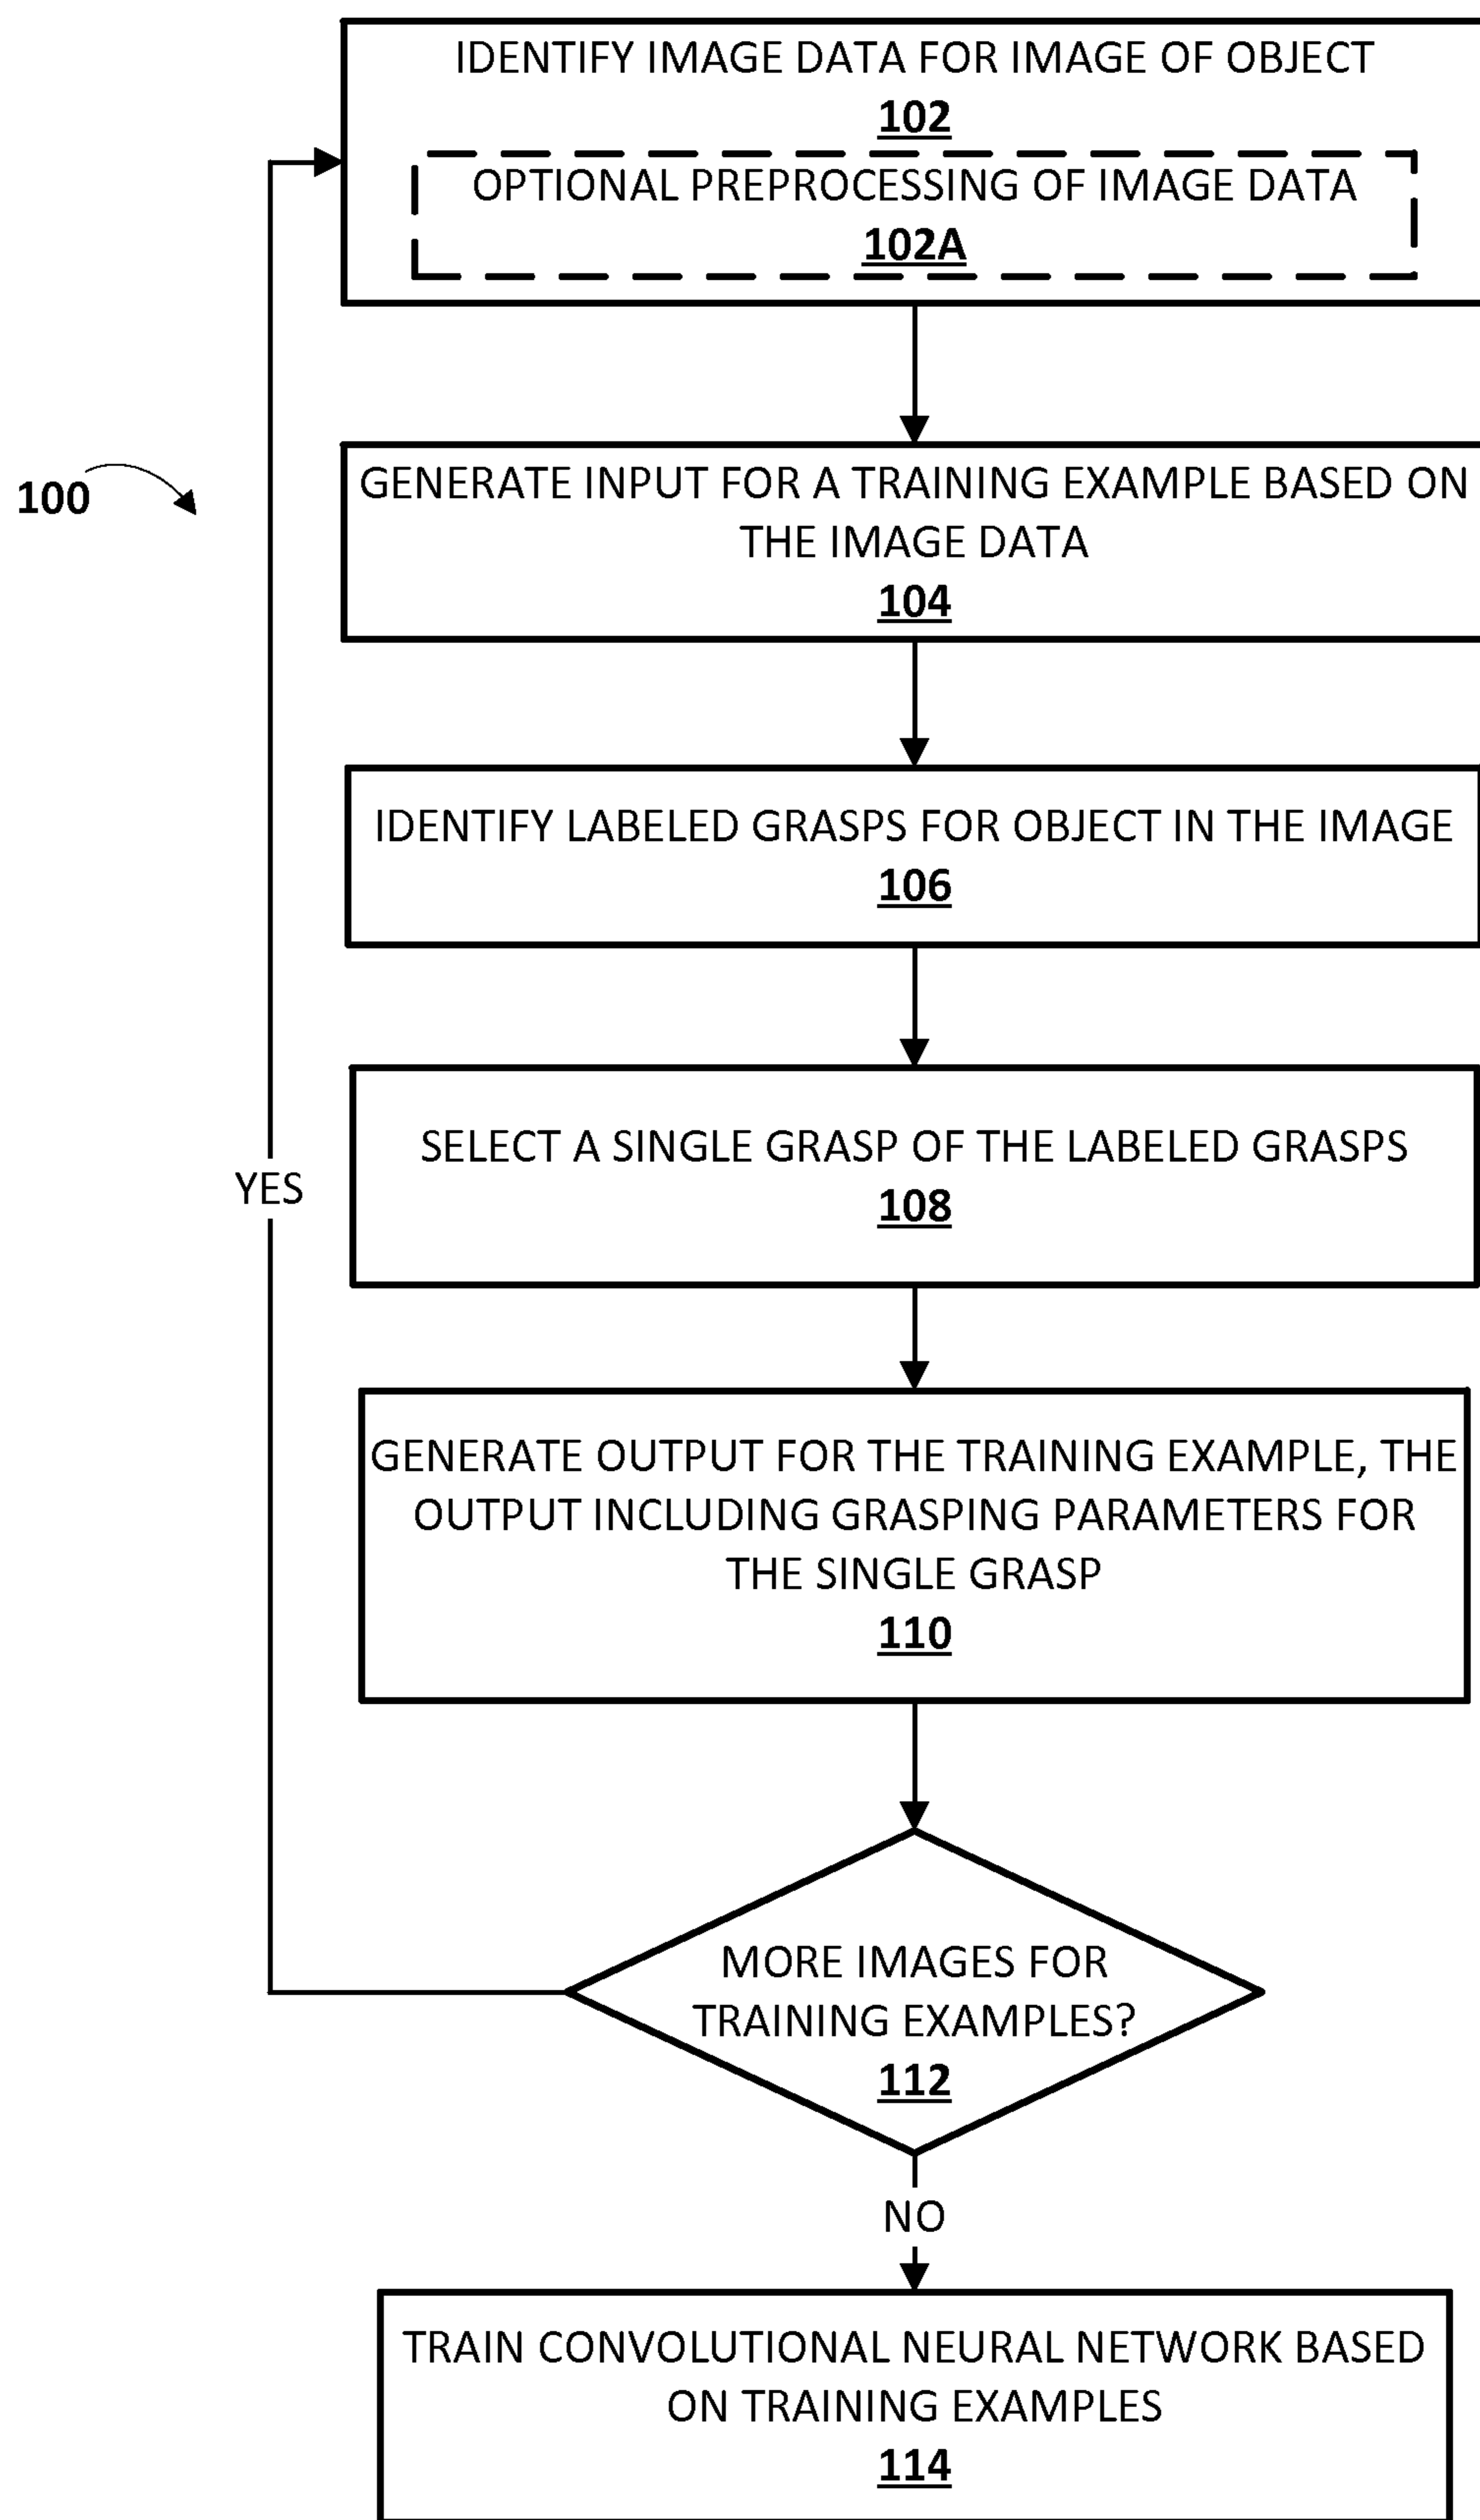 IDENTIFY IMAGE DATA FOR IMAGE OF OBJECT
102
OPTIONAL PREPROCESSING OF IMAGE DATA
102A
100
GENERATE INPUT FOR A TRAINING EXAMPLE BASED ON
THE IMAGE DATA
104
IDENTIFY LABELED GRASPS FOR OBJECT IN THE IMAGE
106
SELECT A SINGLE GRASP OF THE LABELED GRASPS
108
YES
GENERATE OUTPUT FOR THE TRAINING EXAMPLE, THE
OUTPUT INCLUDING GRASPING PARAMETERS FOR
THE SINGLE GRASP
110
MORE IMAGES FOR
TRAINING EXAMPLES?
112
NO
TRAIN CONVOLUTIONAL NEURAL NETWORK BASED
ON TRAINING EXAMPLES
114